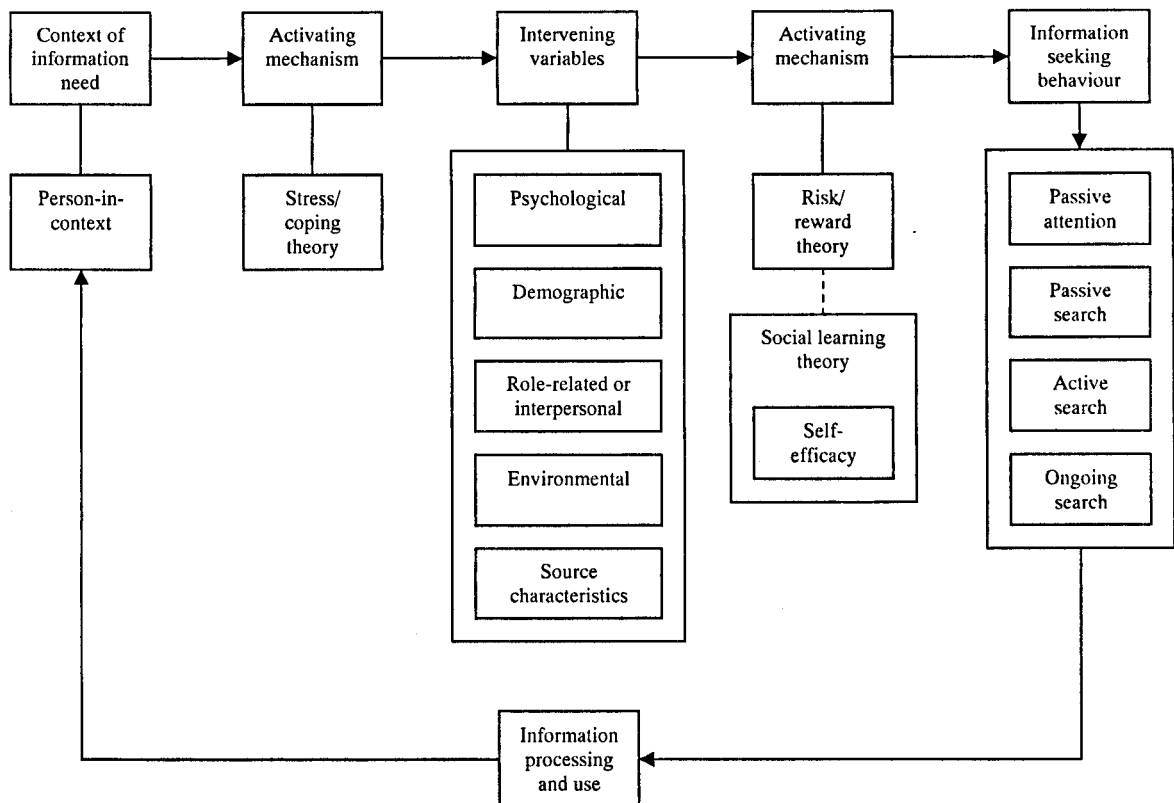 Context of
information
need
Activating
mechanism
Intervening
variables
Activating
mechanism
Information
seeking
behaviour
Person-in-
context
Stress/
coping
theory
Psychological
Demographic
Role-related or
interpersonal
Environmental
Source
characteristics
Risk/
reward
theory
Social learning
theory
Self-
efficacy
Passive
attention
Passive
search
Active
search
Ongoing
search
Information
processing
and use